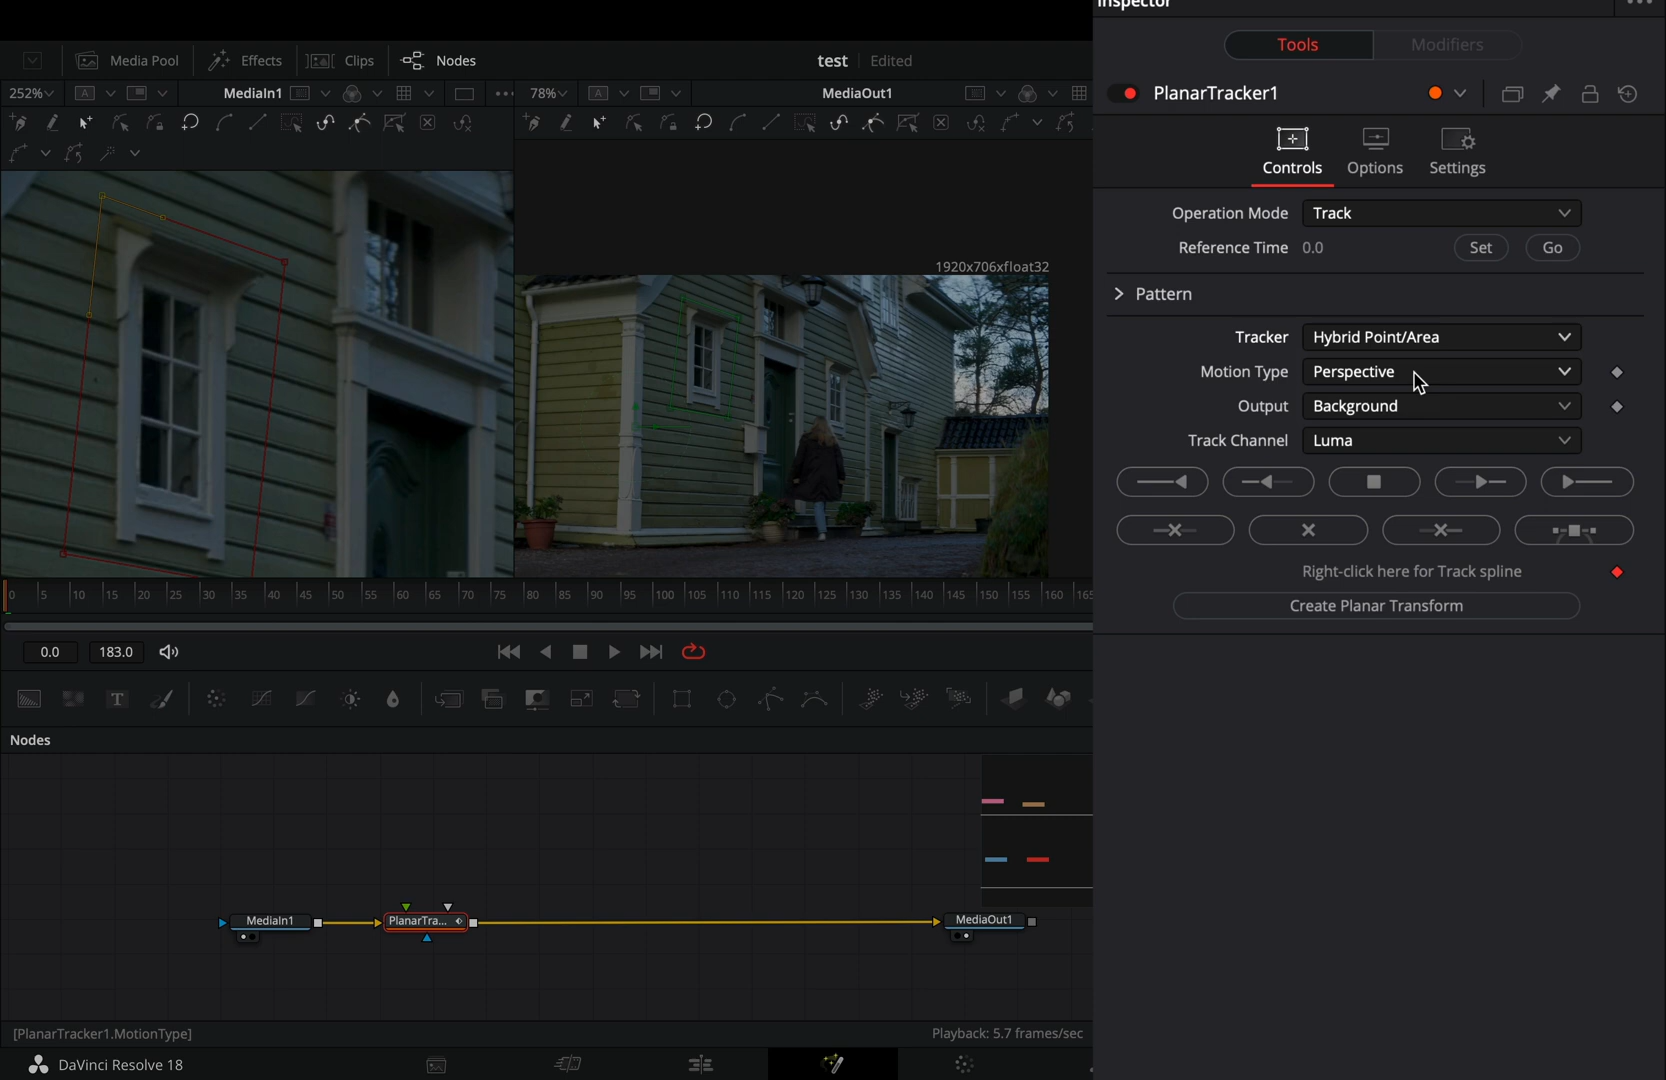 Inspector
Tools Modifiers
Media Pool Effects Clips Nodes test Edited
252% MediaIn1 78% MediaOut1
PlanarTracker1
Controls Options Settings
Operation Mode Track
Reference Time 0.0 Set Go
1920x706xfloat32
Pattern
Tracker Hybrid Point/Area
Motion Type Perspective
Output Background
Track Channel Luma
Right-click here for Track spline
Create Planar Transform
0 5 10 15 20 25 30 35 40 45 50 55 60 65 70 75 80 85 90 95 100 105 110 115 120 125 130 135 140 145 150 155 160 165
0.0 183.0
T
Nodes
MediaIn1 PlanarTra... MediaOut1
[PlanarTracker1.MotionType] Playback: 5.7 frames/sec
DaVinci Resolve 18